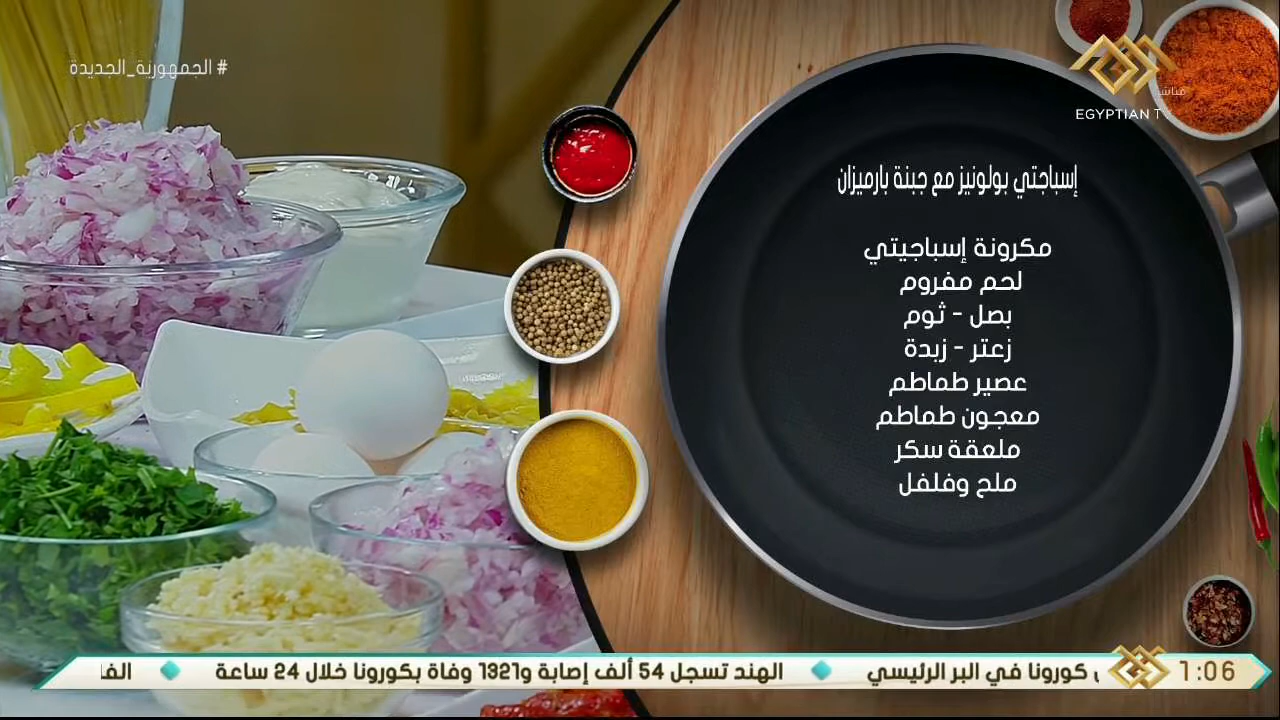 # الجمهورية_الجديدة
مباشر
EGYPTIAN TV
إسباجتي بولونيز مع جبنة بارميزان
مكرونة إسباجيتي
لحم مفروم
بصل - ثوم
زعتر - زبدة
عصير طماطم
معجون طماطم
ملعقة سكر
ملح وفلفل
كورونا في البر الرئيسي
الهند تسجل 54 ألف إصابة و1321 وفاة بكورونا خلال 24 ساعة
1:06